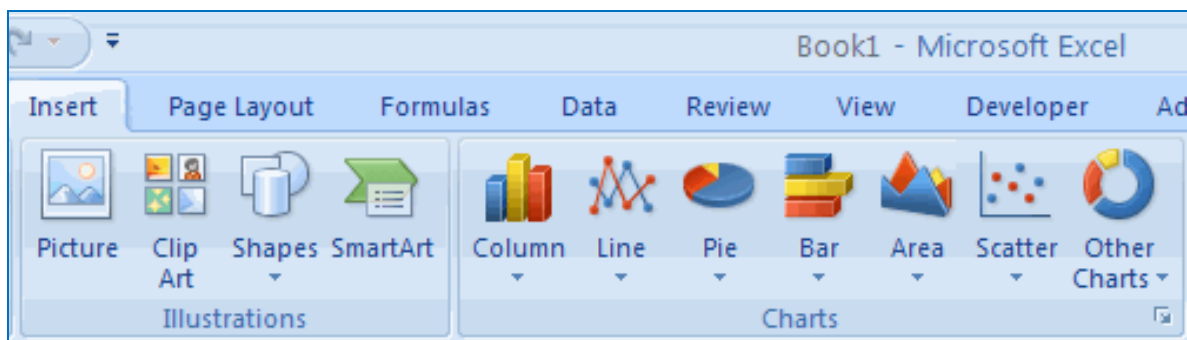 Book1 - Microsoft Excel
Insert Page Layout Formulas Data Review View Developer Ad
Picture Clip Art Shapes SmartArt Column Line Pie Bar Area Scatter Other Charts
Illustrations Charts